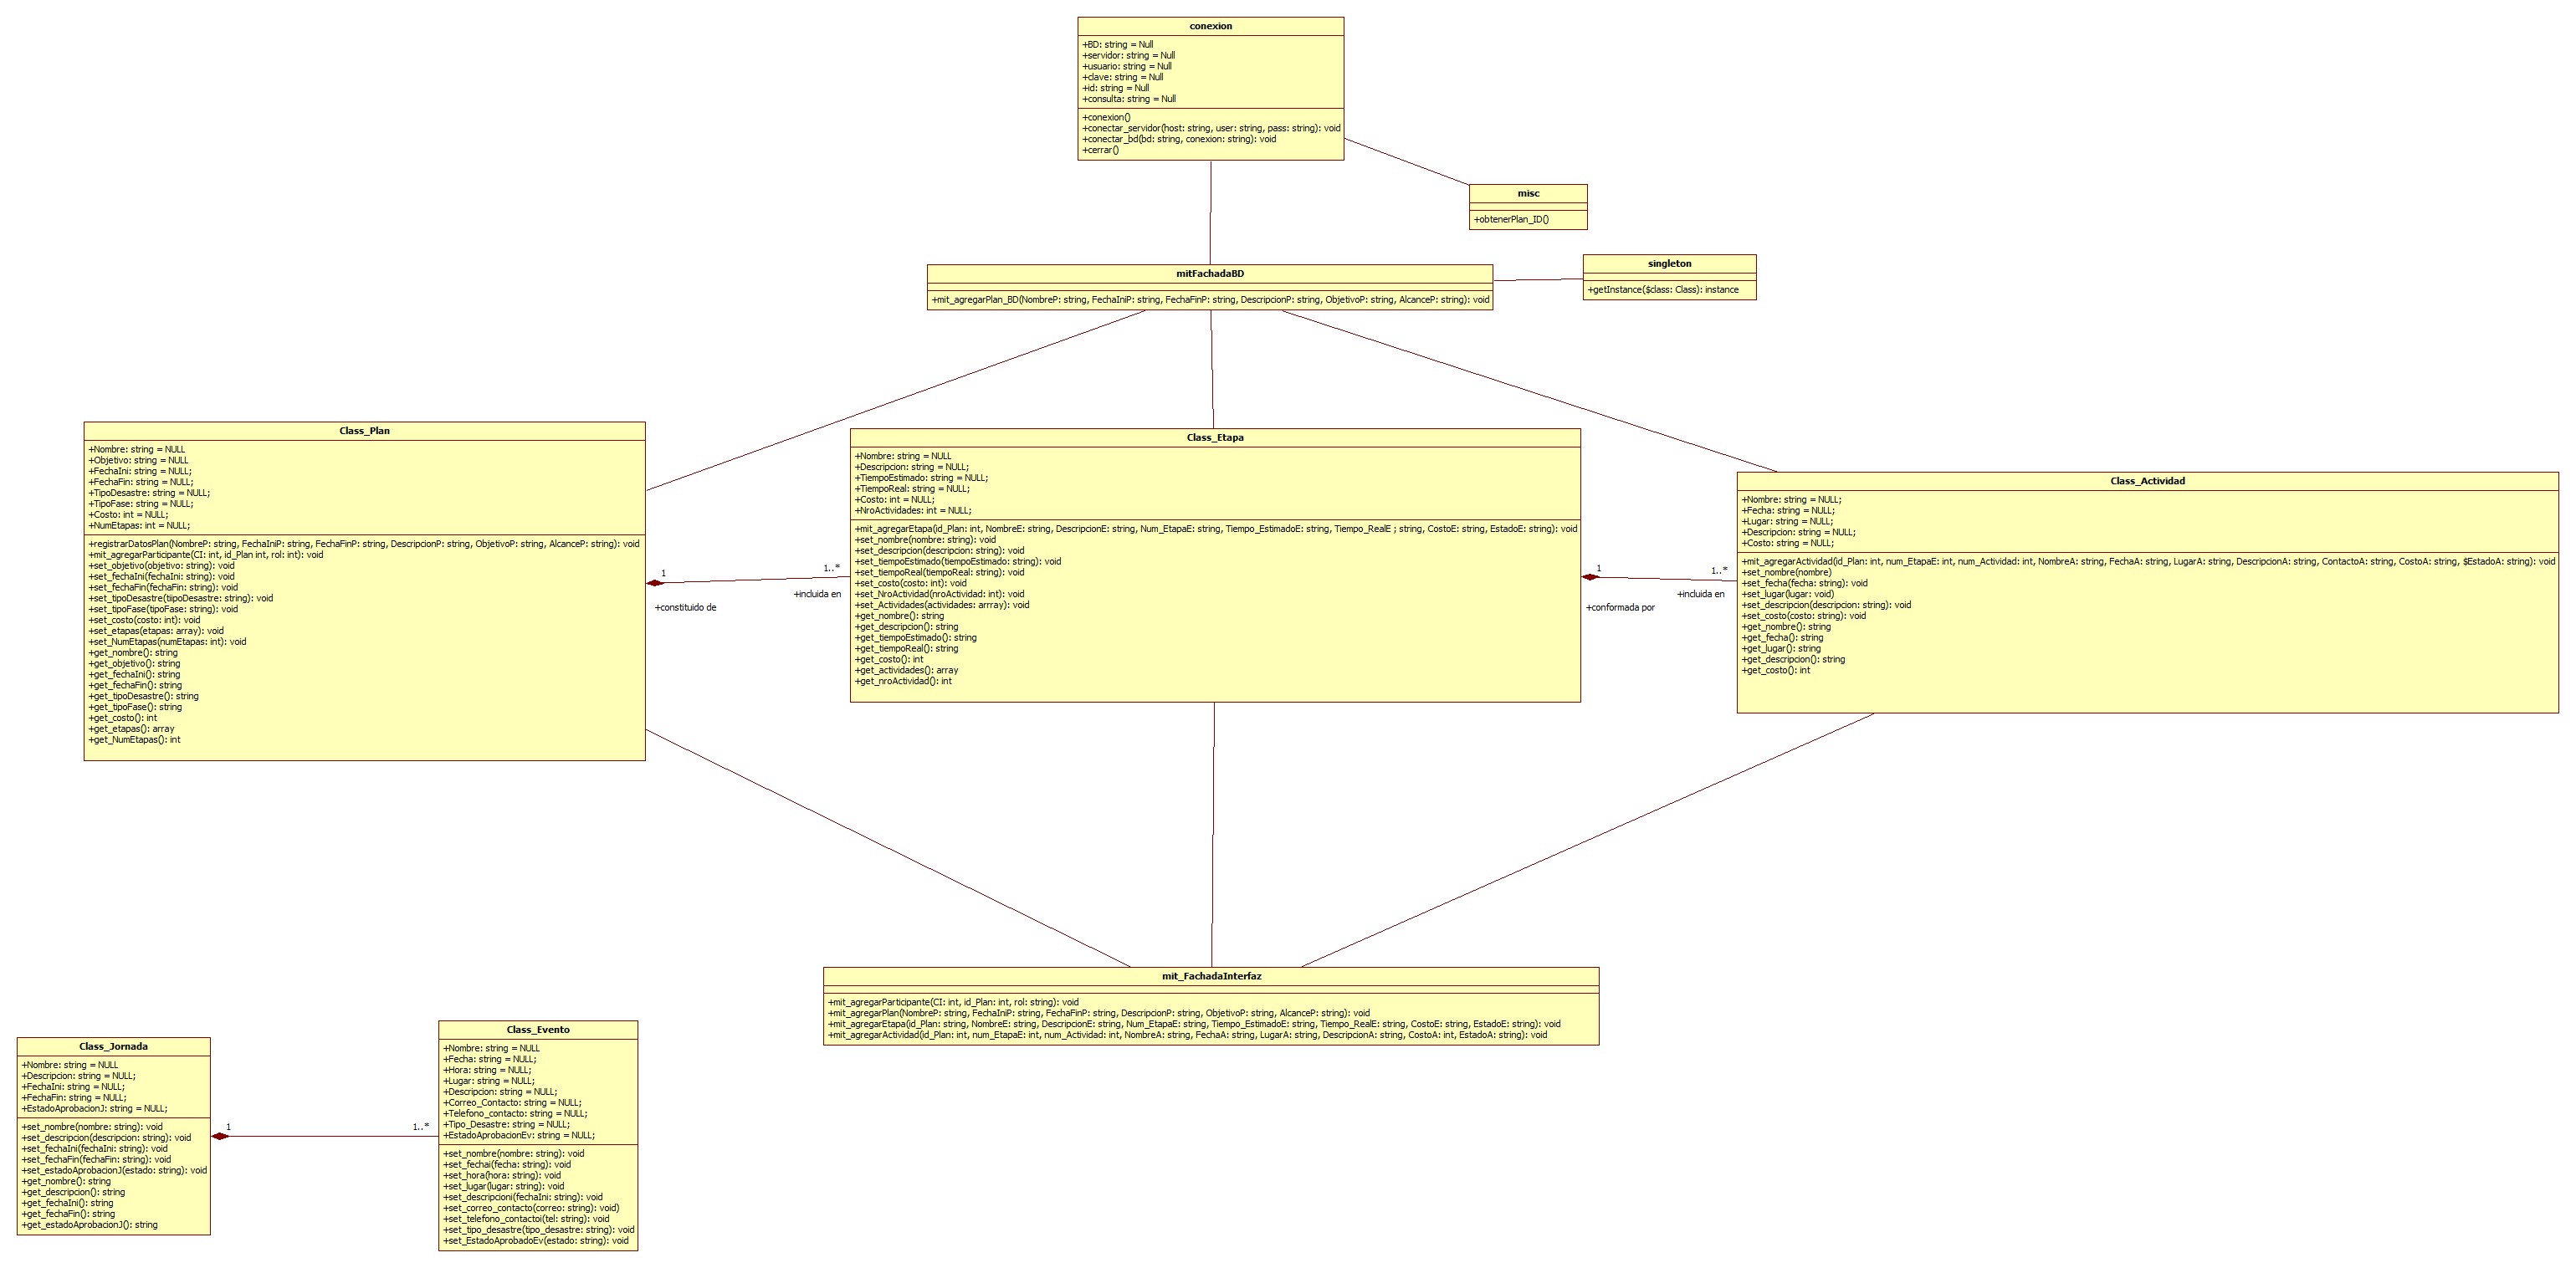 conexion
+BD: string = Null
+servidor: string = Null
+usuario: string = Null
+clave: string = Null
+id: string = Null
+consulta: string = Null
+conexion()
+conectar_servidor(host: string, user: string, pass: string): void
+conectar_bd(bd: string, conexion: string): void
+cerrar()
misc
+obtenerPlan_ID()
mitFachadaBD
+mit_agregarPlan_BD(NombreP: string, FechaIniP: string, FechaFinP: string, DescripcionP: string, ObjetivoP: string, AlcanceP: string): void
singleton
+getInstance($class: Class): instance
Class_Plan
+Nombre: string = NULL
+Objetivo: string = NULL
+FechaIni: string = NULL;
+FechaFin: string = NULL;
+TipoDesastre: string = NULL;
+TipoFase: string = NULL;
+Costo: int = NULL;
+NumEtapas: int = NULL;
+registrarDatosPlan(NombreP: string, FechaIniP: string, FechaFinP: string, DescripcionP: string, ObjetivoP: string, AlcanceP: string): void
+mit_agregarParticipante(CI: int, id_Plan int, rol: int): void
+set_objetivo(objetivo: string): void
+set_fechaIni(fechaIni: string): void
+set_fechaFin(fechaFin: string): void
+set_tipoDesastre(tiipoDesastre: string): void
+set_tipoFase(tipoFase: string): void
+set_costo(costo: int): void
+set_etapas(etapas: array): void
+set_NumEtapas(numEtapas: int): void
+get_nombre(): string
+get_objetivo(): string
+get_fechaIni(): string
+get_fechaFin(): string
+get_tipoDesastre(): string
+get_tipoFase(): string
+get_costo(): int
+get_etapas(): array
+get_NumEtapas(): int
1
1..*
+constituido de
+incluida en
Class_Etapa
+Nombre: string = NULL
+Descripcion: string = NULL;
+TiempoEstimado: string = NULL;
+TiempoReal: string = NULL;
+Costo: int = NULL;
+NroActividades: int = NULL;
+mit_agregarEtapa(id_Plan: int, NombreE: string, DescripcionE: string, Num_EtapaE: string, Tiempo_EstimadoE: string, Tiempo_RealE ; string, CostoE: string, EstadoE: string): void
+set_nombre(nombre: string): void
+set_descripcion(descripcion: string): void
+set_tiempoEstimado(tiempoEstimado: string): void
+set_tiempoReal(tiempoReal: string): void
+set_costo(costo: int): void
+set_NroActividad(nroActividad: int): void
+set_Actividades(actividades: arrray): void
+get_nombre(): string
+get_descripcion(): string
+get_tiempoEstimado(): string
+get_tiempoReal(): string
+get_costo(): int
+get_actividades(): array
+get_nroActividad(): int
1
1..*
+conformada por
+incluida en
Class_Actividad
+Nombre: string = NULL;
+Fecha: string = NULL;
+Lugar: string = NULL;
+Descripcion: string = NULL;
+Costo: string = NULL;
+mit_agregarActividad(id_Plan: int, num_EtapaE: int, num_Actividad: int, NombreA: string, FechaA: string, LugarA: string, DescripcionA: string, ContactoA: string, CostoA: string, $EstadoA: string): void
+set_nombre(nombre)
+set_fecha(fecha: string): void
+set_lugar(lugar: void)
+set_descripcion(descripcion: string): void
+set_costo(costo: string): void
+get_nombre(): string
+get_fecha(): string
+get_lugar(): string
+get_descripcion(): string
+get_costo(): int
mit_FachadaInterfaz
+mit_agregarParticipante(CI: int, id_Plan: int, rol: string): void
+mit_agregarPlan(NombreP: string, FechaIniP: string, FechaFinP: string, DescripcionP: string, ObjetivoP: string, AlcanceP: string): void
+mit_agregarEtapa(id_Plan: string, NombreE: string, DescripcionE: string, Num_EtapaE: string, Tiempo_EstimadoE: string, Tiempo_RealE: string, CostoE: string, EstadoE: string): void
+mit_agregarActividad(id_Plan: int, num_EtapaE: int, num_Actividad: int, NombreA: string, FechaA: string, LugarA: string, DescripcionA: string, CostoA: int, EstadoA: string): void
Class_Jornada
+Nombre: string = NULL
+Descripcion: string = NULL;
+FechaIni: string = NULL;
+FechaFin: string = NULL;
+EstadoAprobacionJ: string = NULL;
+set_nombre(nombre: string): void
+set_descripcion(descripcion: string): void
+set_fechaIni(fechaIni: string): void
+set_fechaFin(fechaFin: string): void
+set_estadoAprobacionJ(estado: string): void
+get_nombre(): string
+get_descripcion(): string
+get_fechaIni(): string
+get_fechaFin(): string
+get_estadoAprobacionJ(): string
1
1..*
Class_Evento
+Nombre: string = NULL
+Fecha: string = NULL;
+Hora: string = NULL;
+Lugar: string = NULL;
+Descripcion: string = NULL;
+Correo_Contacto: string = NULL;
+Telefono_contacto: string = NULL;
+Tipo_Desastre: string = NULL;
+EstadoAprobacionEv: string = NULL;
+set_nombre(nombre: string): void
+set_fechai(fecha: string): void
+set_hora(hora: string): void
+set_lugar(lugar: string): void
+set_descripcioni(fechaIni: string): void
+set_correo_contacto(correo: string): void)
+set_telefono_contactoi(tel: string): void
+set_tipo_desastre(tipo_desastre: string): void
+set_EstadoAprobadoEv(estado: string): void